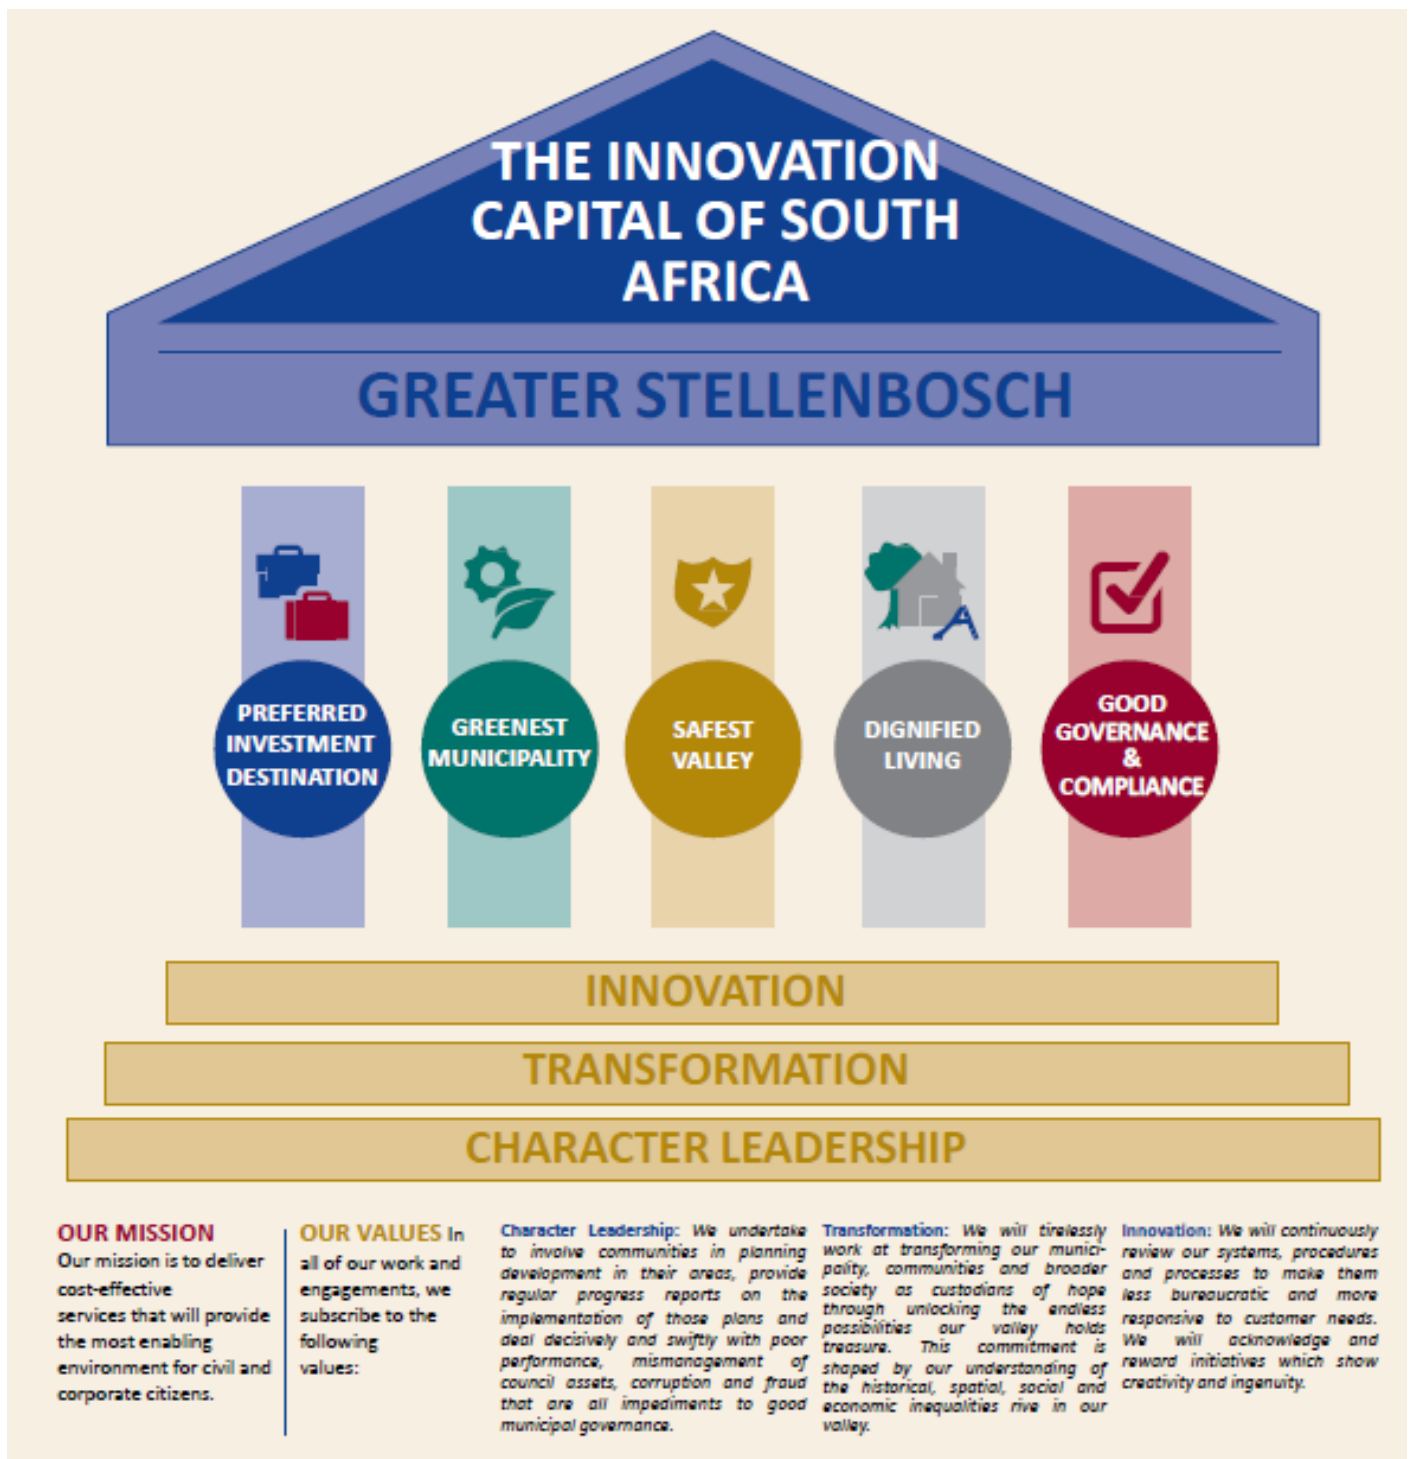 THE INNOVATION
CAPITAL OF SOUTH
AFRICA
GREATER STELLENBOSCH
PREFERRED
INVESTMENT
DESTINATION
GREENEST
MUNICIPALITY
SAFEST
VALLEY
DIGNIFIED
LIVING
GOOD
GOVERNANCE
&
COMPLIANCE
INNOVATION
TRANSFORMATION
CHARACTER LEADERSHIP
OUR MISSION
Our mission is to deliver
cost-effective
services that will provide
the most enabling
environment for civil and
corporate citizens.
OUR VALUES In
all of our work and
engagements, we
subscribe to the
following
values:
Character Leadership: We undertake
to involve communities in planning
development in their areas, provide
regular progress reports on the
implementation of those plans and
deal decisively and swiftly with poor
performance, mismanagement of
council assets, corruption and fraud
that are all impediments to good
municipal governance.
Transformation: We will tirelessly
work at transforming our munici-
pality, communities and broader
society as custodians of hope
through unlocking the endless
possibilities our valley holds
treasure. This commitment is
shaped by our understanding of
the historical, spatial, social and
economic inequalities rive in our
valley.
Innovation: We will continuously
review our systems, procedures
and processes to make them
less bureaucratic and more
responsive to customer needs.
We will acknowledge and
reward initiatives which show
creativity and ingenuity.